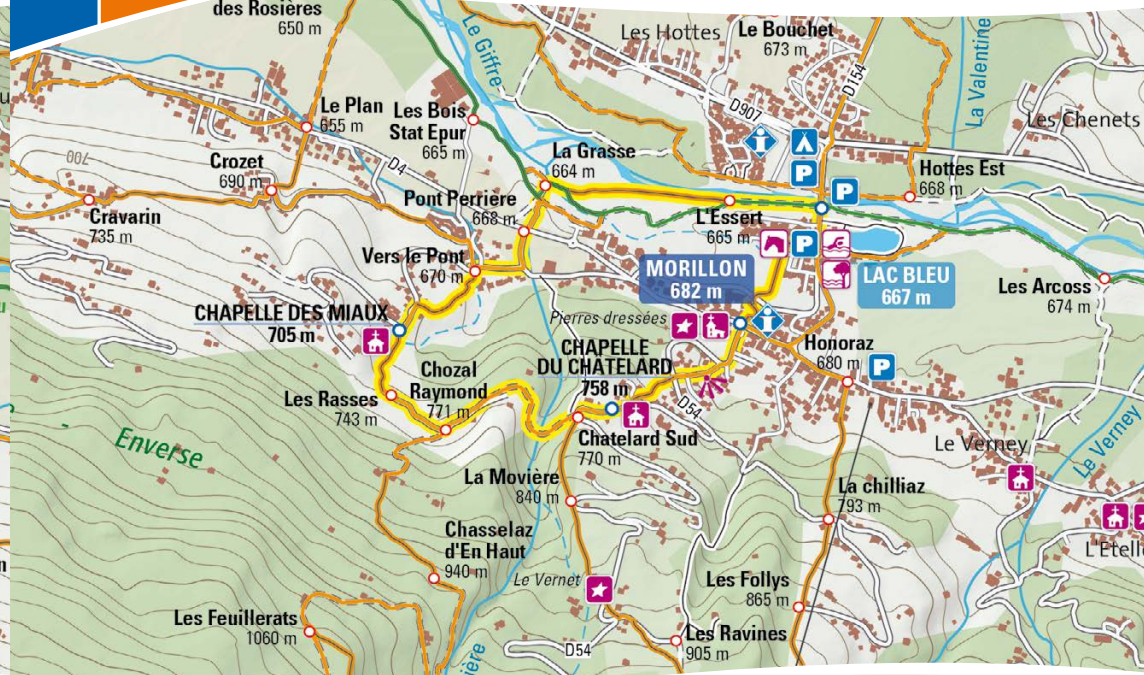 des Rosières
650 m
Le Giffre
Les Hottes
Le Bouchet
673 m
D154
La Valentine
Les Chenets
D907
Le Plan
655 m
Les Bois
Stat Epur
665 m
La Grasse
664 m
Hottes Est
668 m
700
Crozet
690 m
D4
Pont Perriere
668 m
L'Essert
665 m
Cravarin
735 m
Vers le Pont
670 m
MORILLON
682 m
LAC BLEU
667 m
Les Arcoss
674 m
CHAPELLE DES MIAUX
705 m
Pierres dressées
CHAPELLE
DU CHATELARD
758 m
Honoraz
680 m
Chozal
Raymond
771 m
Les Rasses
743 m
D54
Chatelard Sud
770 m
Enverse
Le Verney
Le Verney
La Movière
840 m
La chilliaz
793 m
L'Etelle
Chasselaz
d'En Haut
940 m
Le Vernet
Les Follys
865 m
Les Feuillerats
1060 m
Les Ravines
905 m
D54
ière